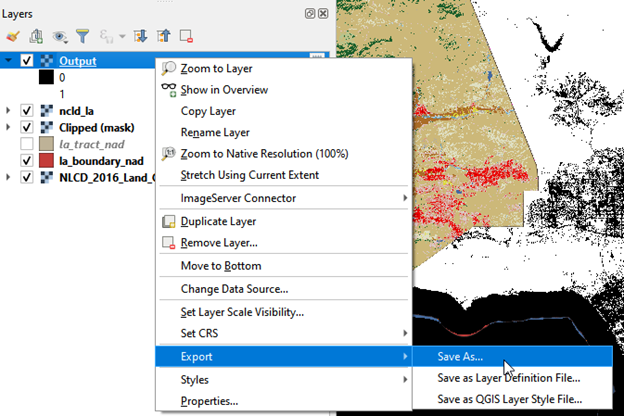 Layers
Output
0
1
ncld_la
Clipped (mask)
la_tract_nad
la_boundary_nad
NLCD_2016_Land_
Zoom to Layer
Show in Overview
Copy Layer
Rename Layer
Zoom to Native Resolution (100%)
Stretch Using Current Extent
ImageServer Connector
Duplicate Layer
Remove Layer...
Move to Bottom
Change Data Source...
Set Layer Scale Visibility...
Set CRS
Export
Styles
Properties...
Save As...
Save as Layer Definition File...
Save as QGIS Layer Style File...